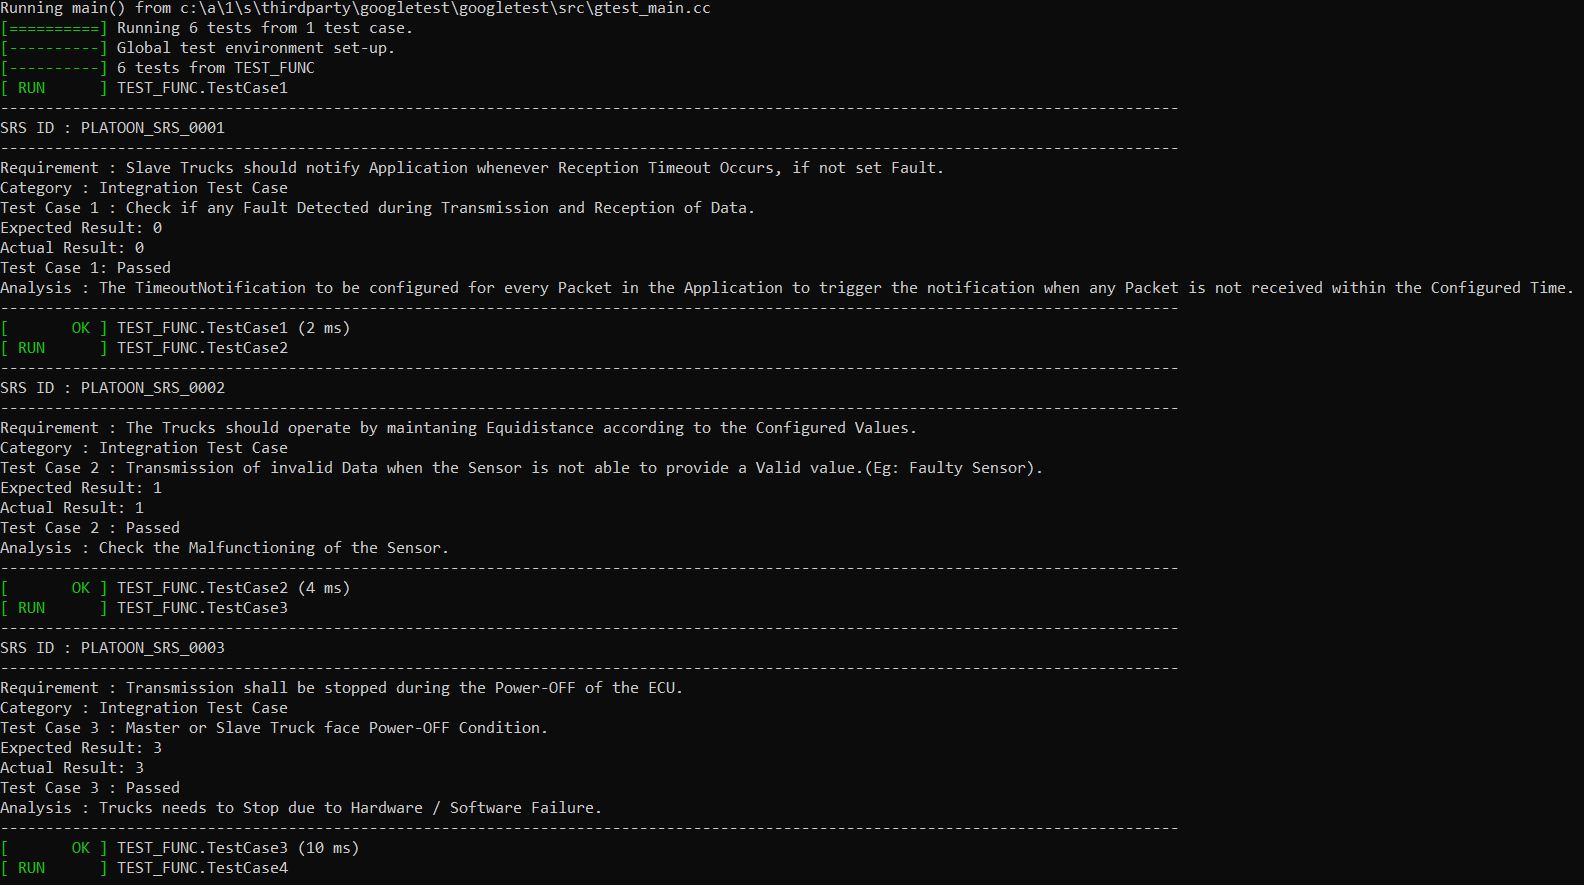 Running main() from c:\a\1\s\thirdparty\googletest\googletest\src\gtest_main.cc
[==========] Running 6 tests from 1 test case.
[----------] Global test environment set-up.
[----------] 6 tests from TEST_FUNC
[ RUN      ] TEST_FUNC.TestCase1
-----------------------------------------------------------------------------------------------------------------------------------
SRS ID : PLATOON_SRS_0001
-----------------------------------------------------------------------------------------------------------------------------------
Requirement : Slave Trucks should notify Application whenever Reception Timeout Occurs, if not set Fault.
Category : Integration Test Case
Test Case 1 : Check if any Fault Detected during Transmission and Reception of Data.
Expected Result: 0
Actual Result: 0
Test Case 1: Passed
Analysis : The TimeoutNotification to be configured for every Packet in the Application to trigger the notification when any Packet is not received within the Configured Time.
-----------------------------------------------------------------------------------------------------------------------------------
[       OK ] TEST_FUNC.TestCase1 (2 ms)
[ RUN      ] TEST_FUNC.TestCase2
-----------------------------------------------------------------------------------------------------------------------------------
SRS ID : PLATOON_SRS_0002
-----------------------------------------------------------------------------------------------------------------------------------
Requirement : The Trucks should operate by maintaning Equidistance according to the Configured Values.
Category : Integration Test Case
Test Case 2 : Transmission of invalid Data when the Sensor is not able to provide a Valid value.(Eg: Faulty Sensor).
Expected Result: 1
Actual Result: 1
Test Case 2 : Passed
Analysis : Check the Malfunctioning of the Sensor.
-----------------------------------------------------------------------------------------------------------------------------------
[       OK ] TEST_FUNC.TestCase2 (4 ms)
[ RUN      ] TEST_FUNC.TestCase3
-----------------------------------------------------------------------------------------------------------------------------------
SRS ID : PLATOON_SRS_0003
-----------------------------------------------------------------------------------------------------------------------------------
Requirement : Transmission shall be stopped during the Power-OFF of the ECU.
Category : Integration Test Case
Test Case 3 : Master or Slave Truck face Power-OFF Condition.
Expected Result: 3
Actual Result: 3
Test Case 3 : Passed
Analysis : Trucks needs to Stop due to Hardware / Software Failure.
-----------------------------------------------------------------------------------------------------------------------------------
[       OK ] TEST_FUNC.TestCase3 (10 ms)
[ RUN      ] TEST_FUNC.TestCase4